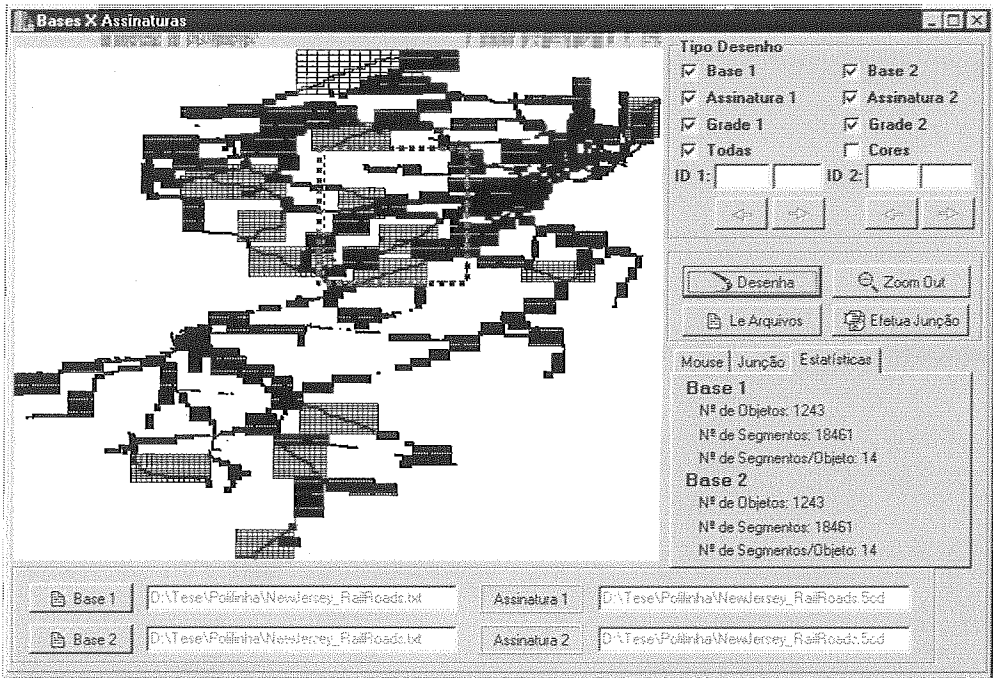 Bases X Assinaturas
Tipo Desenho
Base 1
Base 2
Assinatura 1
Assinatura 2
Grade 1
Grade 2
Todas
Cores
ID 1:
ID 2:
Desenha
Zoom Out
Le Arquivos
Efetua Junção
Mouse
Junção
Estatísticas
Base 1
Nº de Objetos: 1243
Nº de Segmentos: 18461
Nº de Segmentos/Objeto: 14
Base 2
Nº de Objetos: 1243
Nº de Segmentos: 18461
Nº de Segmentos/Objeto: 14
Base 1
D:\Tese\Polilinha\NewJersey_RailRoads.txt
Assinatura 1
D:\Tese\Polilinha\NewJersey_RailRoads.5cd
Base 2
D:\Tese\Polilinha\NewJersey_RailRoads.txt
Assinatura 2
D:\Tese\Polilinha\NewJersey_RailRoads.5cd